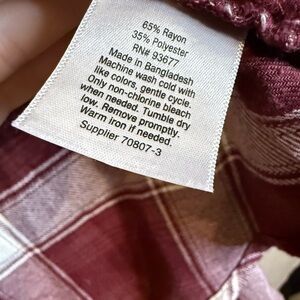 65% Rayon
35% Polyester
RN# 93677
Made in Bangladesh
Machine wash cold with
like colors, gentle cycle.
Only non-chlorine bleach
when needed. Tumble dry
low. Remove promptly.
Warm iron if needed.
Supplier 70807-3